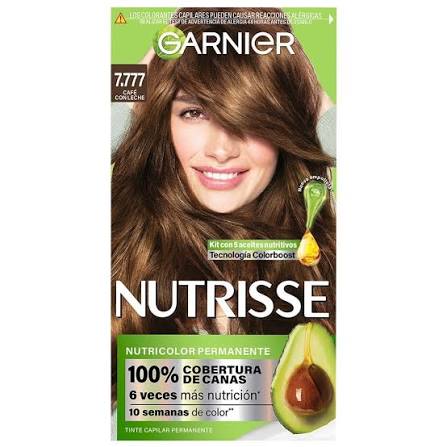 LOS COLORANTES CAPILARES PUEDEN CAUSAR REACCIONES ALÉRGICAS.
GARNIER
7.777
CAFÉ
CON LECHE
Kit con 5 aceites nutritivos
Tecnología Colorboost
NUTRISSE
NUTRICOLOR PERMANENTE
100% COBERTURA
DE CANAS
6 veces más nutrición*
10 semanas de color**
TINTE CAPILAR PERMANENTE